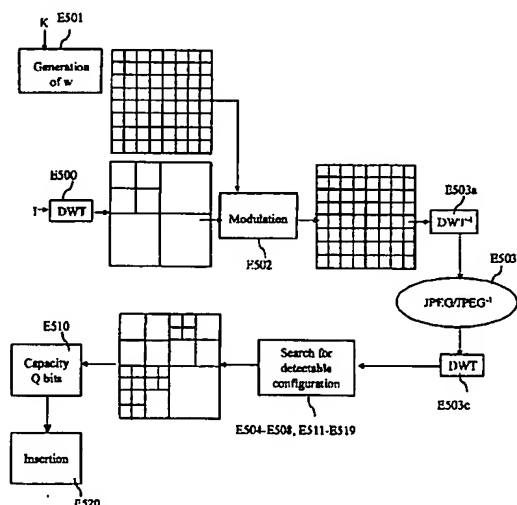 K E501
Generation
of w
E500
I
DWT
Modulation
E502
E503a
DWT⁻¹
E503
JPEG/JPEG⁻¹
DWT
E503c
Search for
detectable
configuration
E504-E508, E511-E519
E510
Capacity
Q bits
Insertion
E520